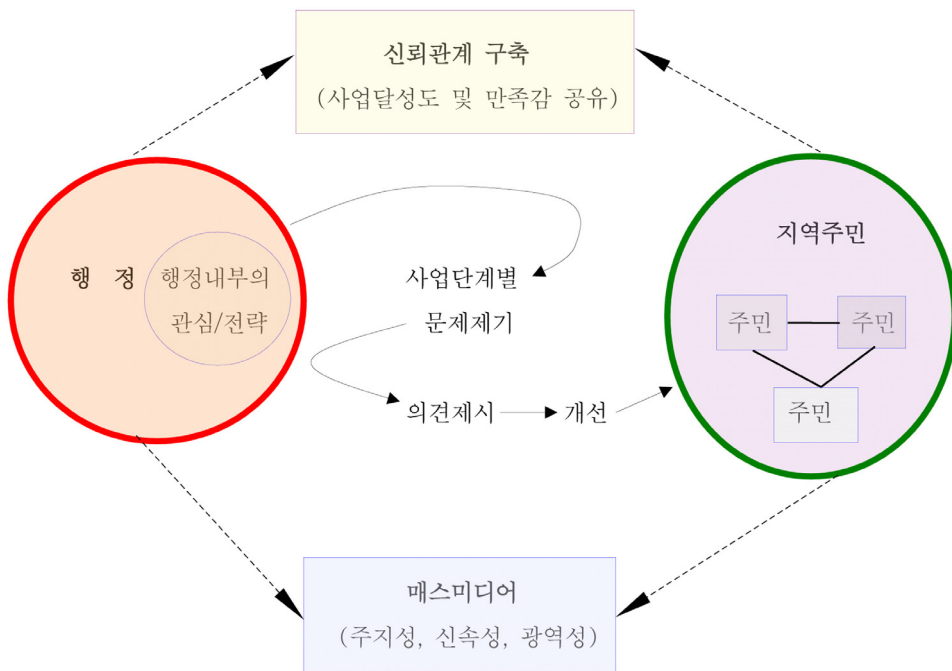 신뢰관계 구축
(사업달성도 및 만족감 공유)
행 정
행정내부의
관심/전략
사업단계별
문제제기
의견제시
개선
지역주민
주민
주민
주민
매스미디어
(주지성, 신속성, 광역성)